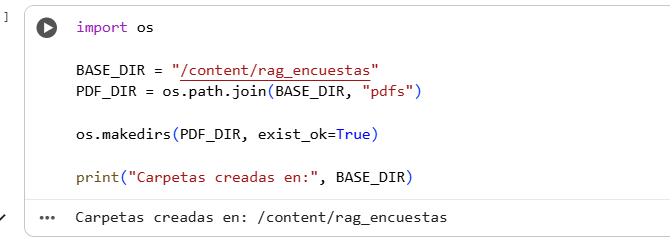 ]
import os
BASE_DIR = "/content/rag_encuestas"
PDF_DIR = os.path.join(BASE_DIR, "pdfs")
os.makedirs(PDF_DIR, exist_ok=True)
print("Carpetas creadas en:", BASE_DIR)
Carpetas creadas en: /content/rag_encuestas